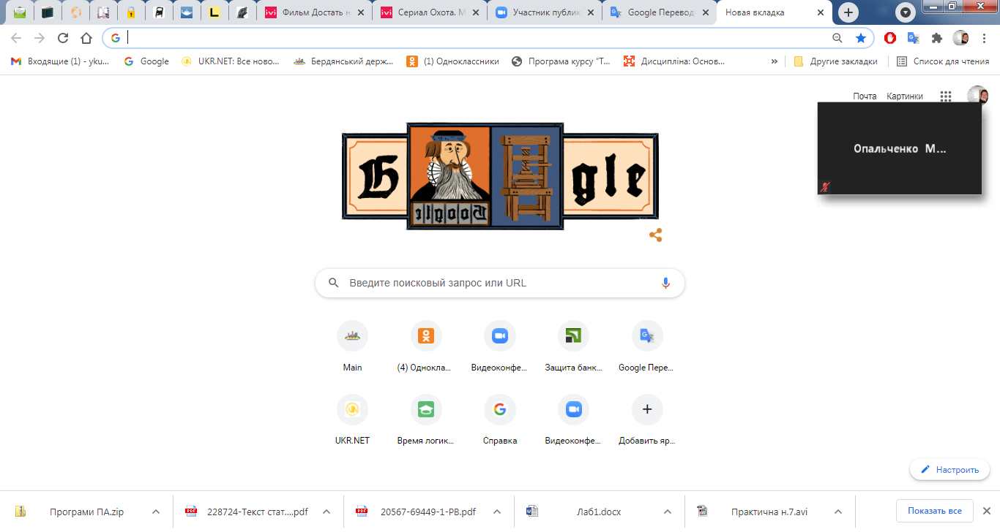 Фильм Достать н
Сериал Охота. М
Участник публик
Google Переводч
Новая вкладка
Входящие (1) - yku...
Google
UKR.NET: Все ново...
Бердянський держ...
(1) Одноклассники
Програма курсу "Т...
Дисципліна: Основ...
»
Другие закладки
Список для чтения
Почта
Картинки
Опальченко М...
G
gle
Google
Введите поисковый запрос или URL
Main
(4) Однокла...
Видеоконфе...
Защита банк...
Google Пере...
UKR.NET
Время логик...
Справка
Видеоконфе...
Добавить яр...
Настроить
Програми ПА.zip
228724-Текст стат....pdf
20567-69449-1-PB.pdf
Лаб1.docx
Практична н.7.avi
Показать все